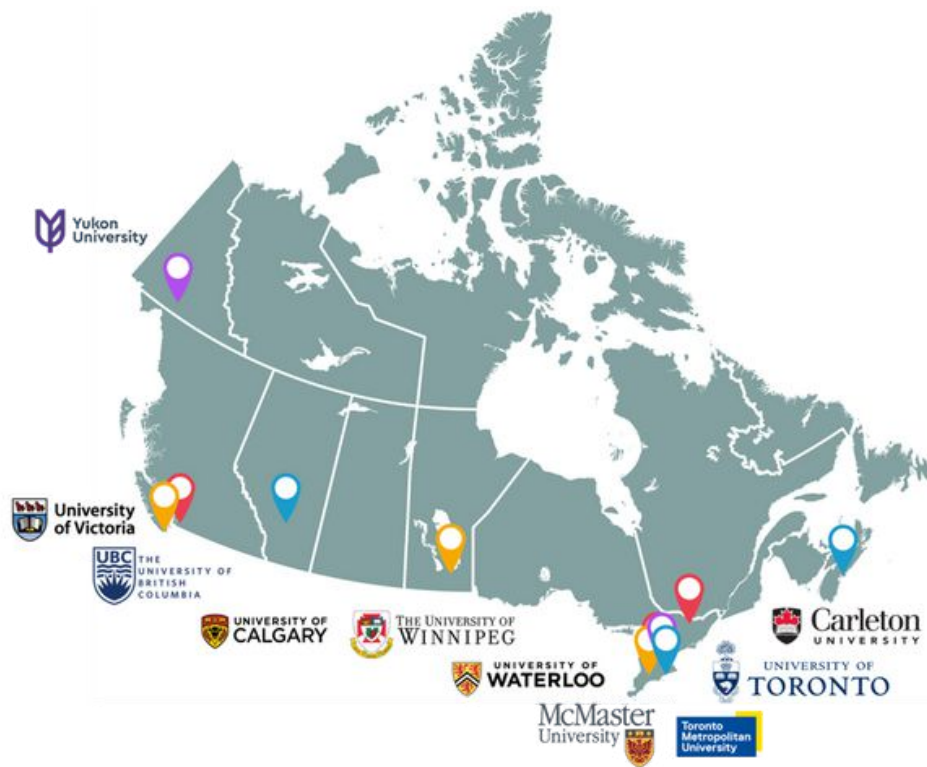 Yukon
University
University
of Victoria
UBC
THE
UNIVERSITY OF
BRITISH
COLUMBIA
UNIVERSITY OF
CALGARY
THE UNIVERSITY OF
WINNIPEG
UNIVERSITY OF
WATERLOO
McMaster
University
Toronto
Metropolitan
University
UNIVERSITY OF
TORONTO
Carleton
UNIVERSITY